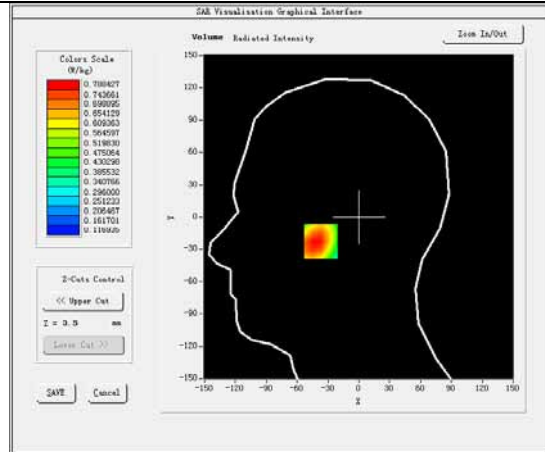 SAR Visualisation Graphical Interface
Volume Radiated Intensity
Zoom In/Out
Colors Scale
(W/kg)
0.788427
0.743661
0.698895
0.654129
0.609363
0.564597
0.519830
0.475064
0.430298
0.385532
0.340766
0.296000
0.251233
0.206467
0.161701
0.116935
Z-Cuts Control
<< Upper Cut
Z = 3.5 mm
Lower Cut >>
SAVE Cancel
150
120
90
60
30
0
-30
-60
-90
-120
-150
Y
-150 -120 -90 -60 -30 0 30 60 90 120 150